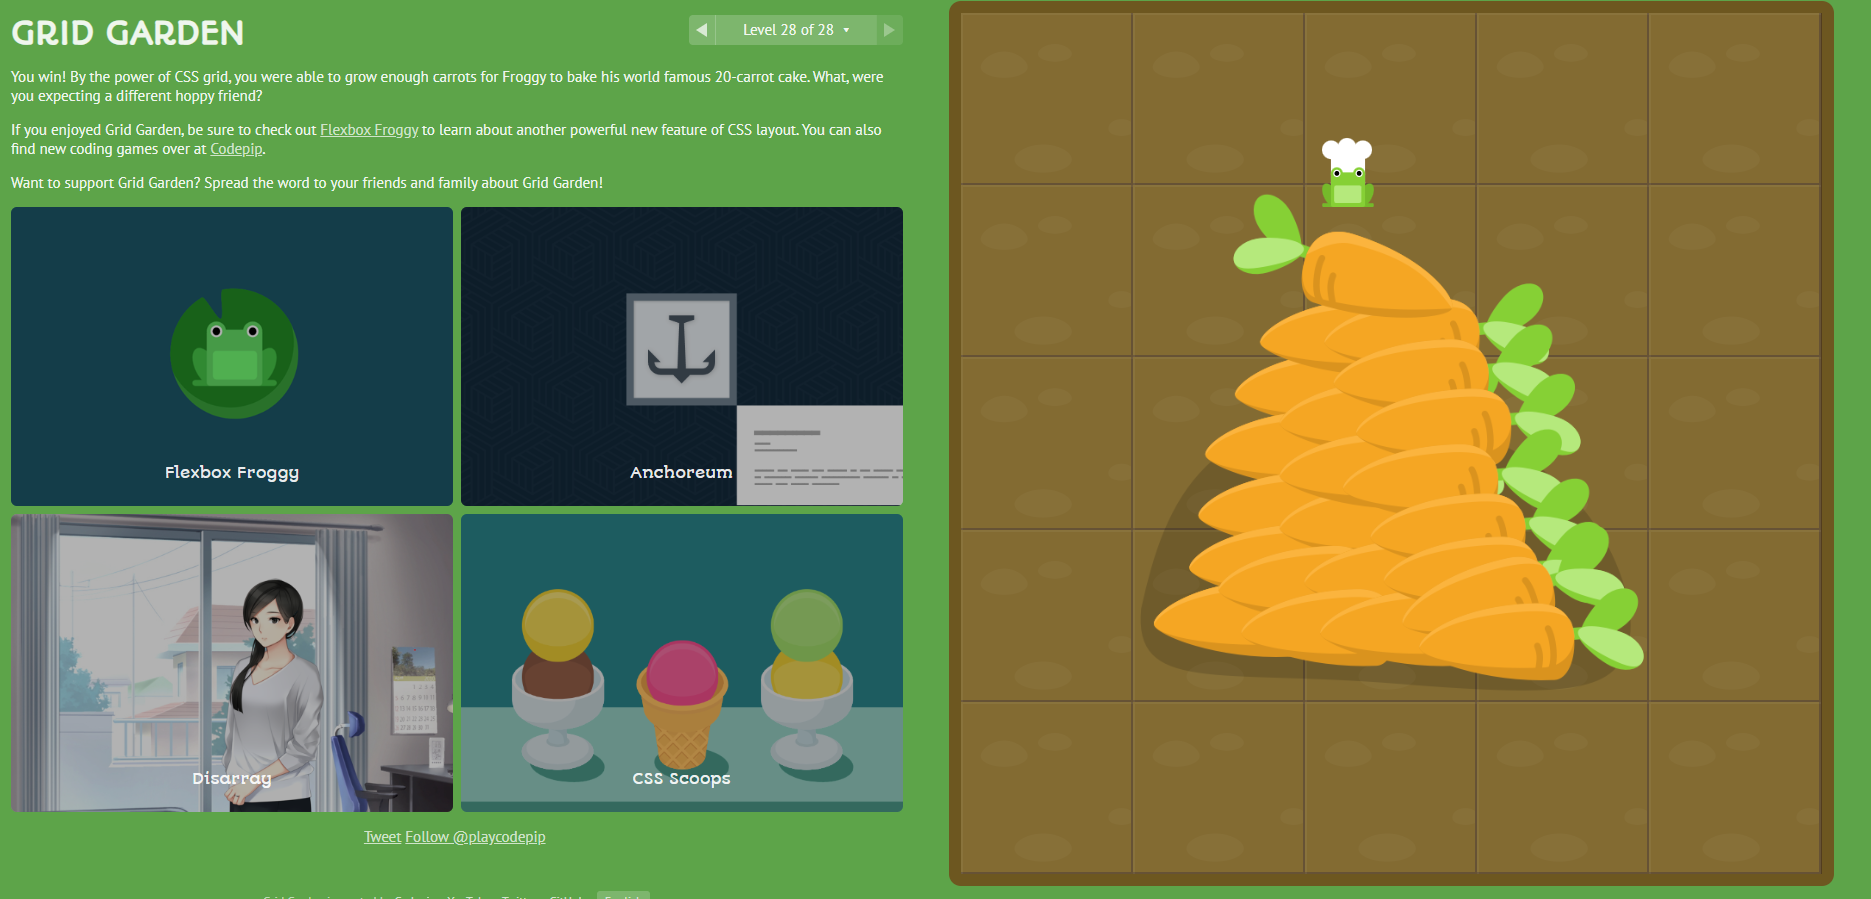 GRID GARDEN
Level 28 of 28
You win! By the power of CSS grid, you were able to grow enough carrots for Froggy to bake his world famous 20-carrot cake. What, were
you expecting a different hoppy friend?
If you enjoyed Grid Garden, be sure to check out Flexbox Froggy to learn about another powerful new feature of CSS layout. You can also
find new coding games over at Codepip.
Want to support Grid Garden? Spread the word to your friends and family about Grid Garden!
Flexbox Froggy
Anchoreum
Disarray
CSS Scoops
Tweet Follow @playcodepip